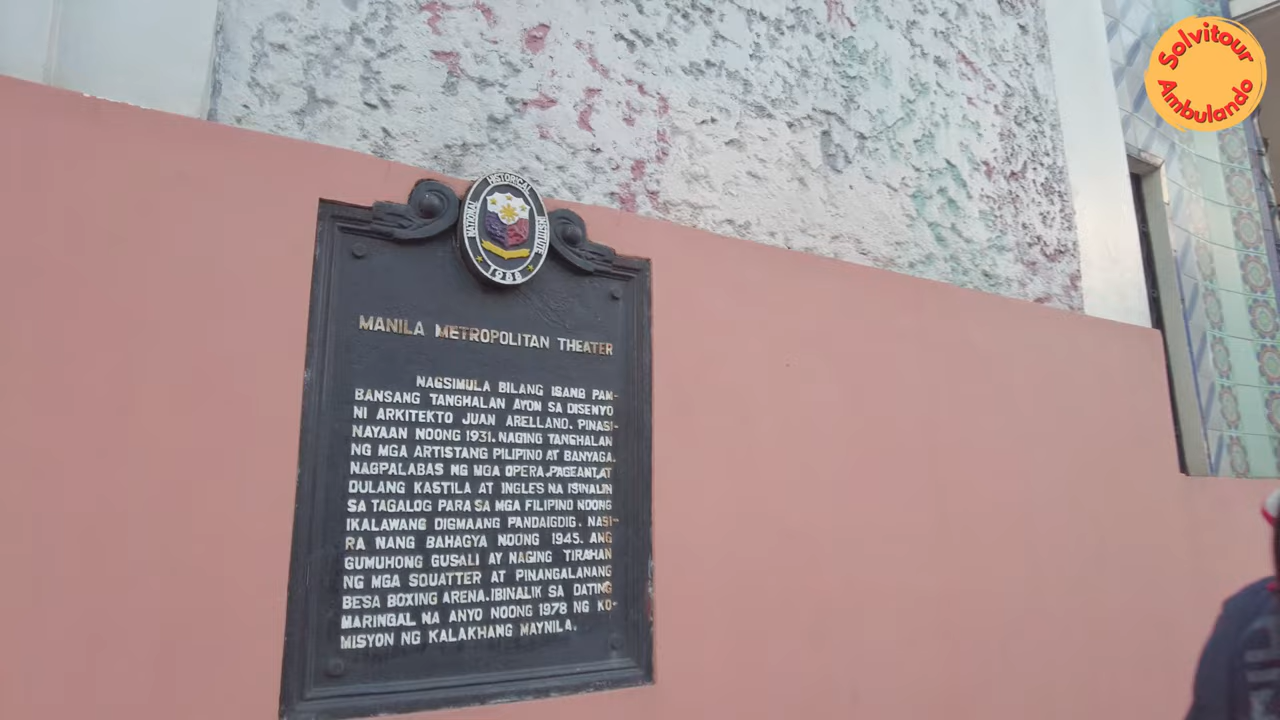 Solvitour
Ambulando
NATIONAL HISTORICAL INSTITUTE
1988
MANILA METROPOLITAN THEATER
NAGSIMULA BILANG ISANG PAM-
BANSANG TANGHALAN AYON SA DISENYO
NI ARKITEKTO JUAN ARELLANO. PINASI-
NAYAAN NOONG 1931. NAGING TANGHALAN
NG MGA ARTISTANG PILIPINO AT BANYAGA.
NAGPALABAS NG MGA OPERA, PAGEANT, AT
DULANG KASTILA AT INGLES NA ISINALIN
SA TAGALOG PARA SA MGA FILIPINO NOONG
IKALAWANG DIGMAANG PANDAIGDIG. NASI-
RA NANG BAHAGYA NOONG 1945. ANG
GUMUHONG GUSALI AY NAGING TIRAHAN
NG MGA SQUATTER AT PINANGALANANG
BESA BOXING ARENA. IBINALIK SA DATING
MARINGAL NA ANYO NOONG 1978 NG KO-
MISYON NG KALAKHANG MAYNILA.